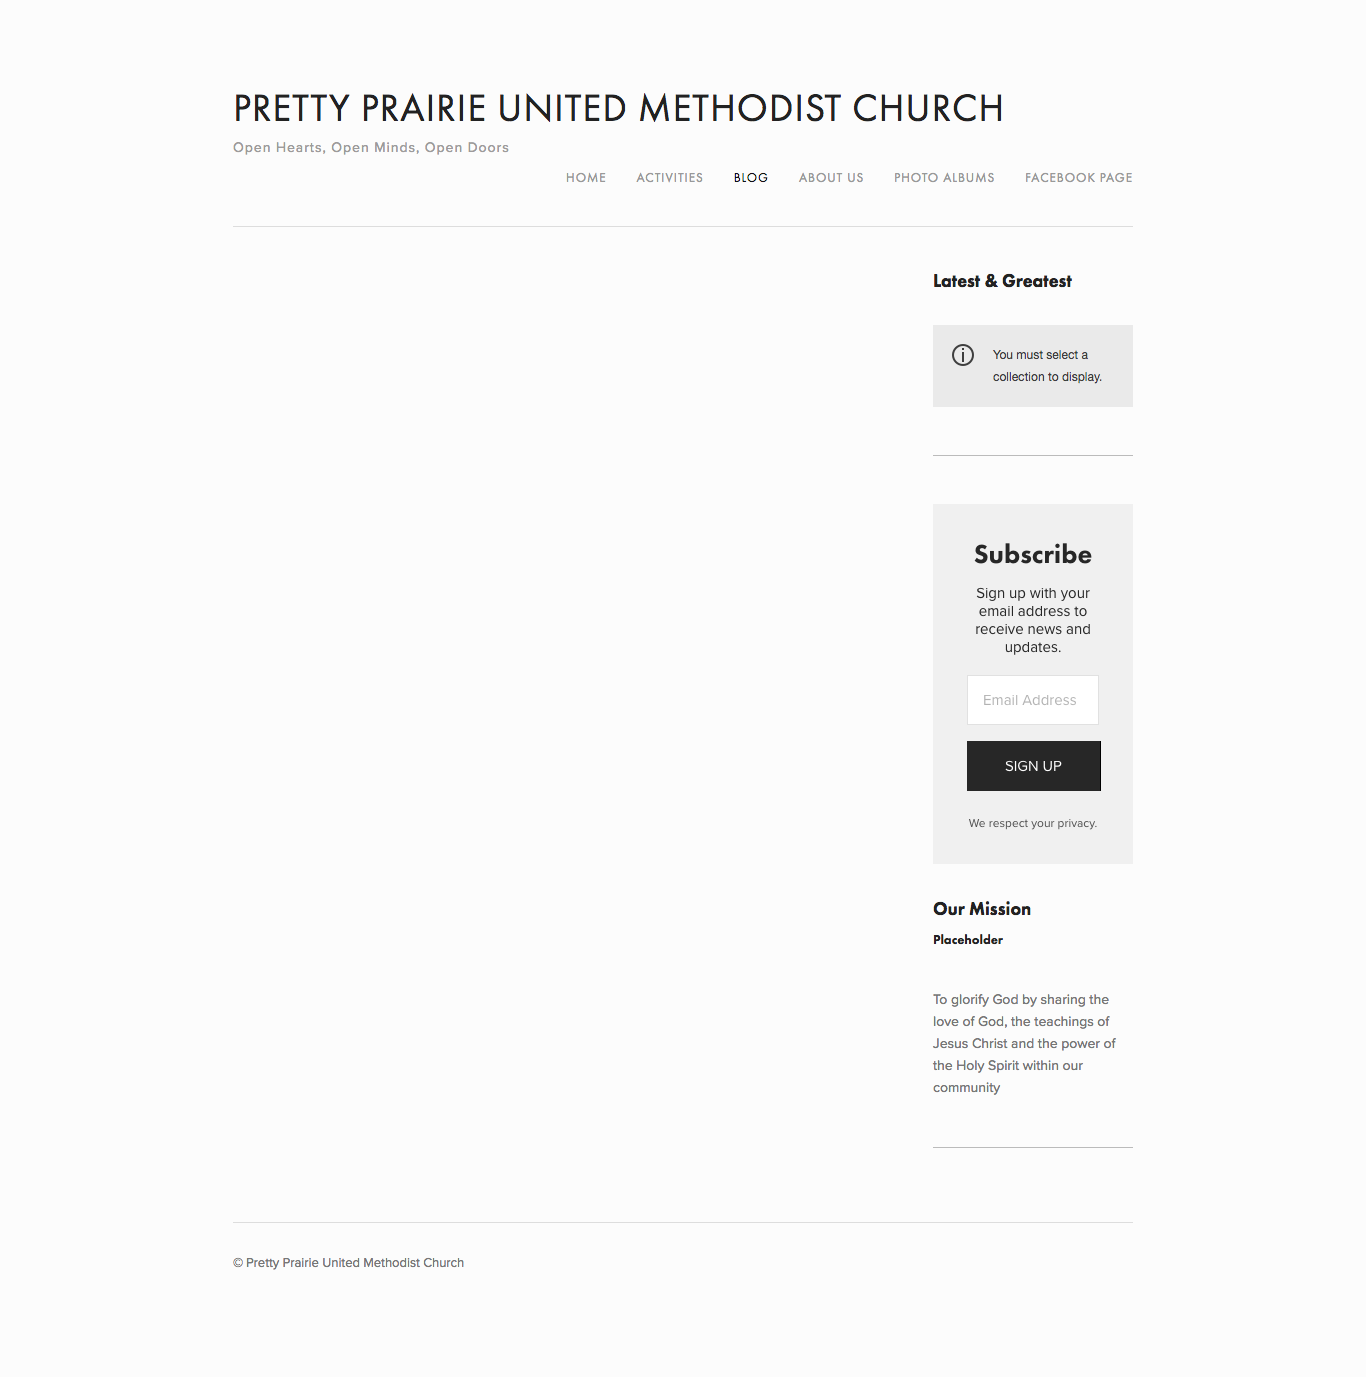 PRETTY PRAIRIE UNITED METHODIST CHURCH
Open Hearts, Open Minds, Open Doors
HOME ACTIVITIES BLOG ABOUT US PHOTO ALBUMS FACEBOOK PAGE
Latest & Greatest
You must select a
collection to display.
Subscribe
Sign up with your
email address to
receive news and
updates.
Email Address
SIGN UP
We respect your privacy.
Our Mission
Placeholder
To glorify God by sharing the
love of God, the teachings of
Jesus Christ and the power of
the Holy Spirit within our
community
© Pretty Prairie United Methodist Church